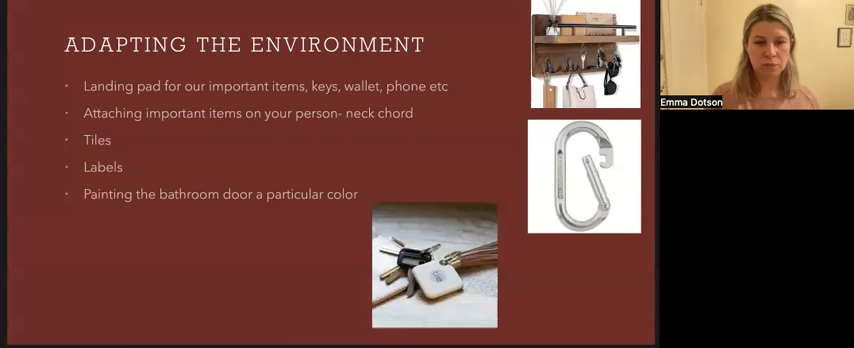 ADAPTING THE ENVIRONMENT
Landing pad for our important items, keys, wallet, phone etc
Attaching important items on your person- neck chord
Tiles
Labels
Painting the bathroom door a particular color
Emma Dotson